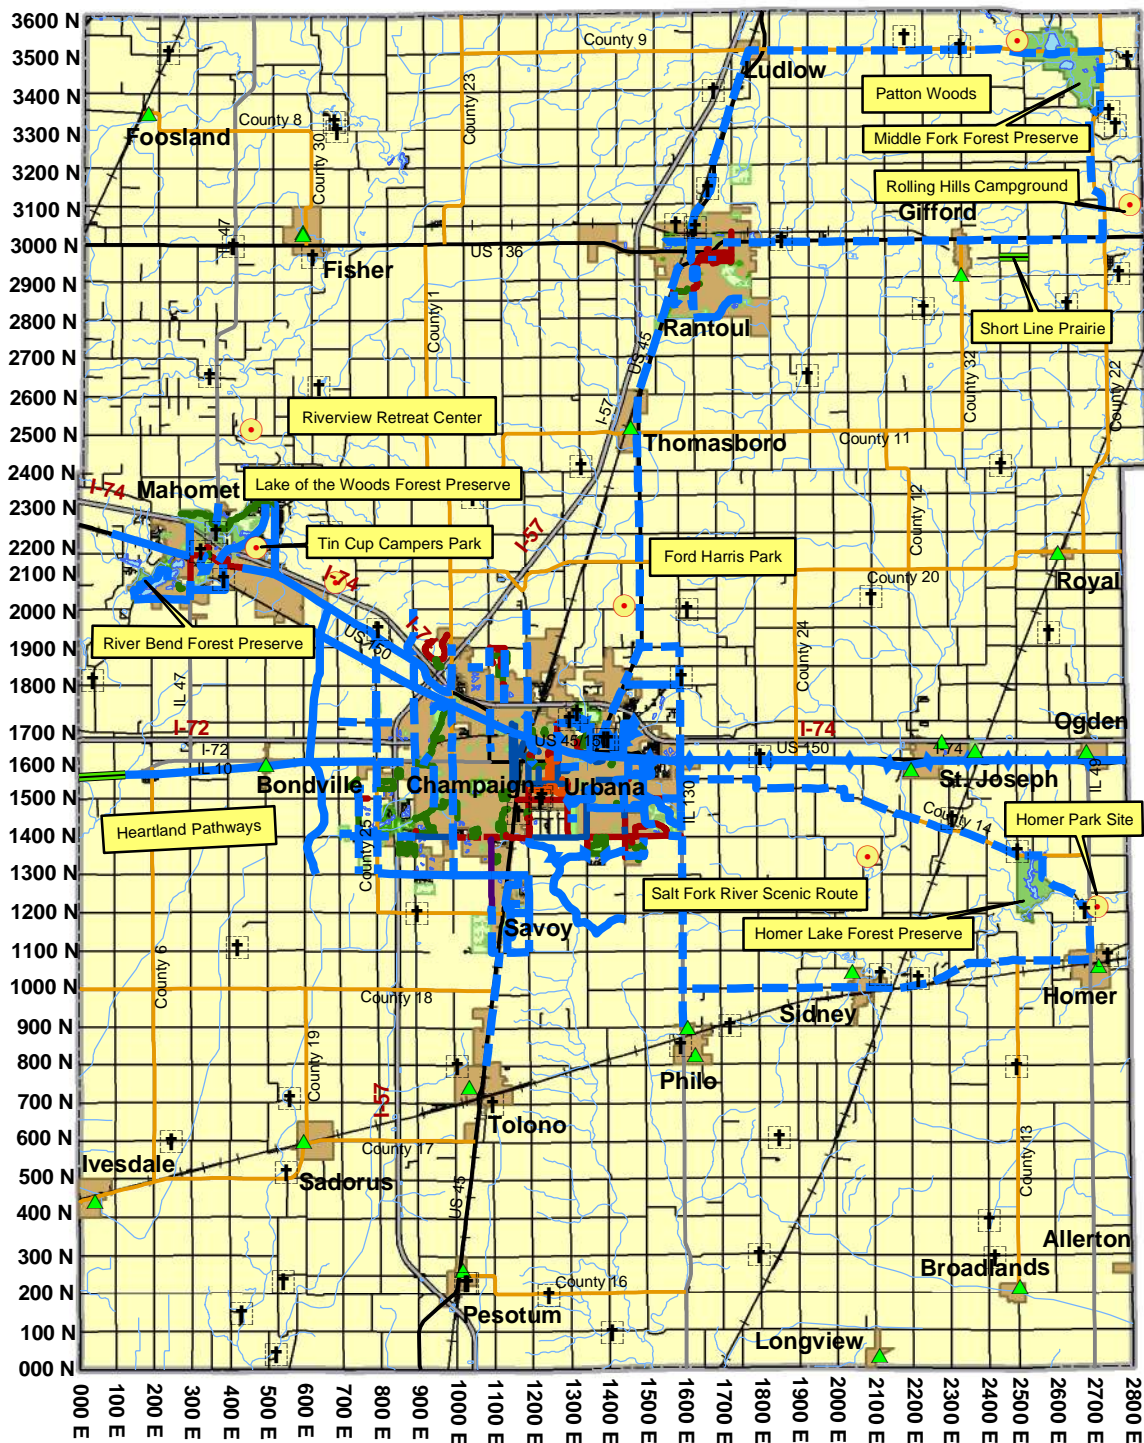 3600 N
3500 N
3400 N
3300 N
3200 N
3100 N
3000 N
2900 N
2800 N
2700 N
2600 N
2500 N
2400 N
2300 N
2200 N
2100 N
2000 N
1900 N
1800 N
1700 N
1600 N
1500 N
1400 N
1300 N
1200 N
1100 N
1000 N
900 N
800 N
700 N
600 N
500 N
400 N
300 N
200 N
100 N
000 N
County 9
Ludlow
County 23
Patton Woods
Foosland
County 8
County 30
Middle Fork Forest Preserve
Rolling Hills Campground
Gifford
47
US 136
Fisher
County 1
Short Line Prairie
Rantoul
US 45
County 32
County 22
I-57
Riverview Retreat Center
Thomasboro
County 11
Lake of the Woods Forest Preserve
I-74
Mahomet
County 12
I-57
Tin Cup Campers Park
Ford Harris Park
I-74
County 20
Royal
US 150
River Bend Forest Preserve
County 24
IL 47
Ogden
I-72
I-74
US 45/15
I-72
US 150
I-74
IL 10
St. Joseph
IL 49
Bondville
Champaign
Urbana
IL 130
Heartland Pathways
County 14
Homer Park Site
County 25
Salt Fork River Scenic Route
Savoy
Homer Lake Forest Preserve
County 6
County 18
Sidney
Homer
County 19
Philo
I-57
Tolono
County 17
Ivesdale
Sadorus
County 13
US 45
Allerton
Broadlands
County 16
Pesotum
Longview
000 E
100 E
200 E
300 E
400 E
500 E
600 E
700 E
800 E
900 E
1000 E
1100 E
1200 E
1300 E
1400 E
1500 E
1600 E
1700 E
1800 E
1900 E
2000 E
2100 E
2200 E
2300 E
2400 E
2500 E
2600 E
2700 E
2800 E